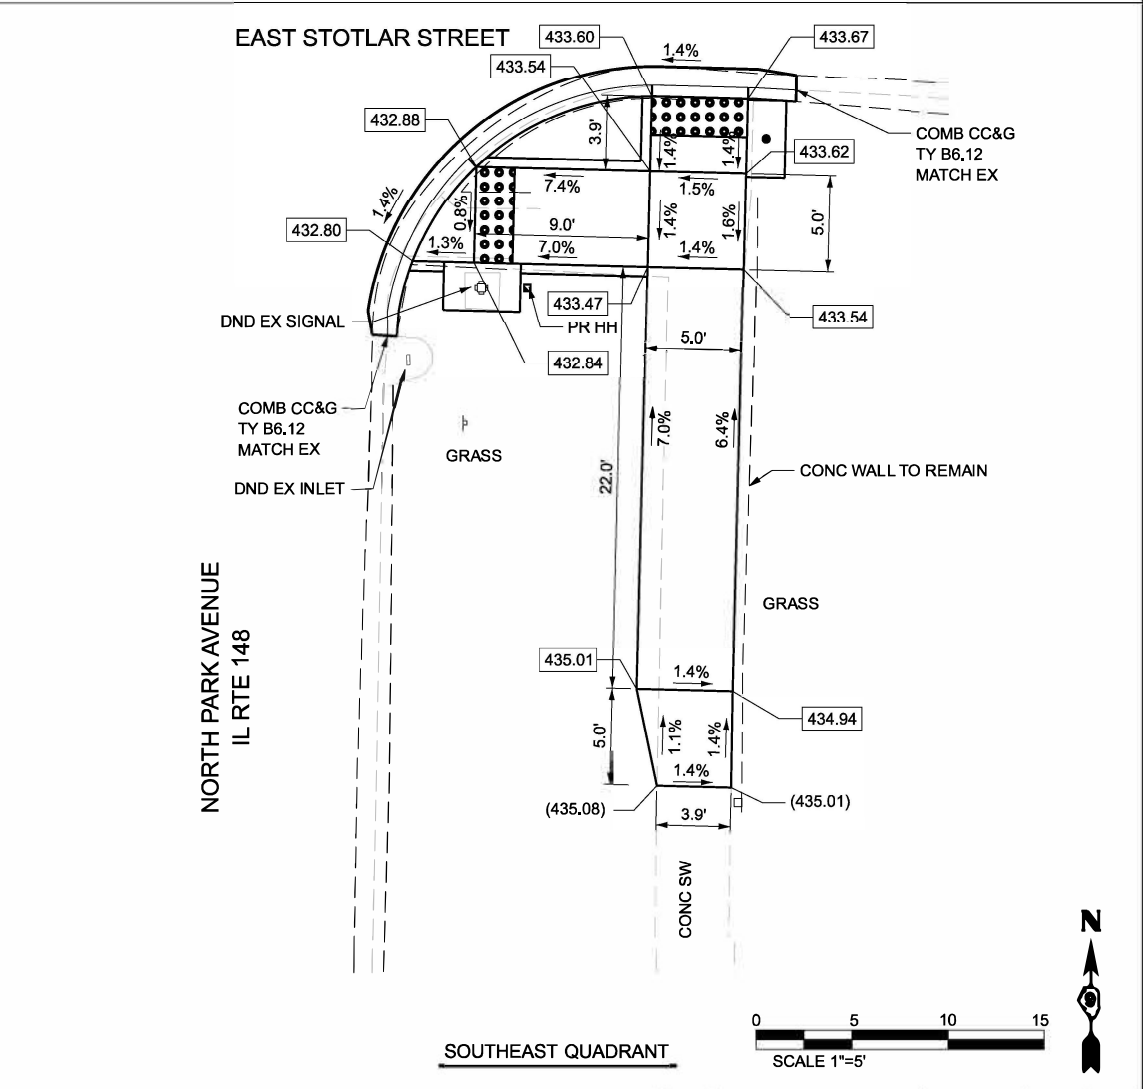 EAST STOTLAR STREET
433.60
433.67
433.54
1.4%
432.88
3.9'
1.4%
1.4%
433.62
COMB CC&G
TY B6.12
MATCH EX
7.4%
1.5%
1.4%
0.8%
9.0'
1.4%
1.6%
5.0'
432.80
1.3%
7.0%
1.4%
DND EX SIGNAL
433.47
PR HH
433.54
432.84
5.0'
COMB CC&G
TY B6.12
MATCH EX
7.0%
6.4%
GRASS
CONC WALL TO REMAIN
DND EX INLET
22.0'
NORTH PARK AVENUE
IL RTE 148
GRASS
435.01
1.4%
434.94
5.0'
1.1%
1.4%
1.4%
(435.08)
(435.01)
3.9'
CONC SW
N
0 5 10 15
SCALE 1"=5'
SOUTHEAST QUADRANT